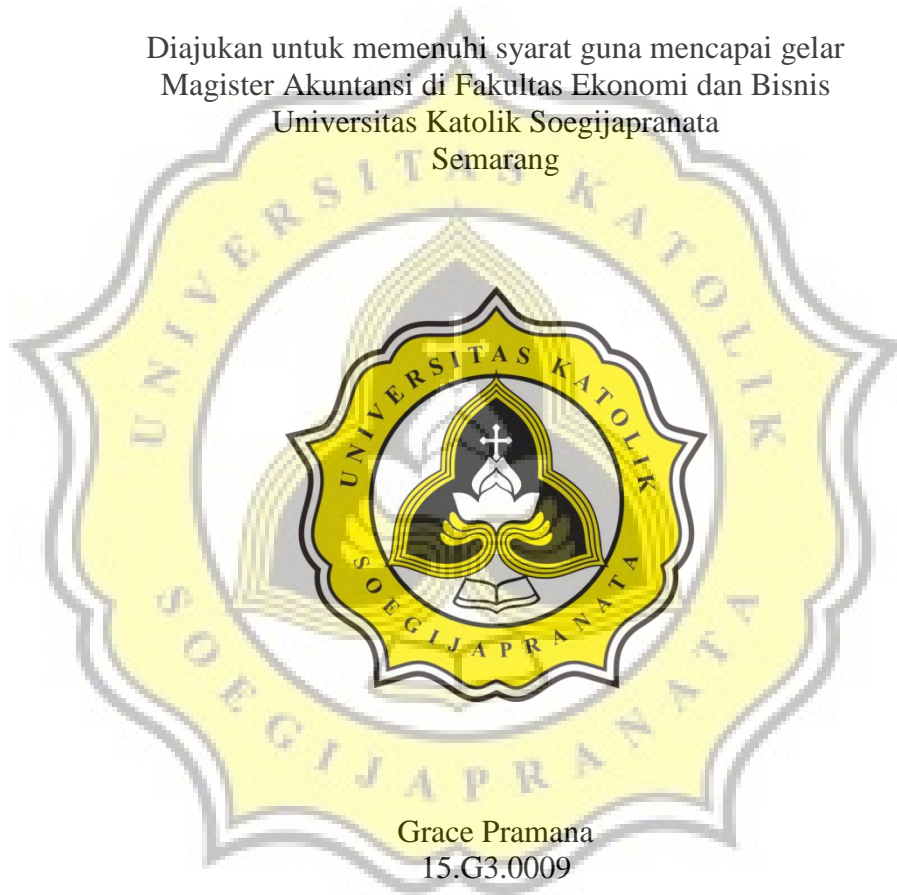 Diajukan untuk memenuhi syarat guna mencapai gelar
Magister Akuntansi di Fakultas Ekonomi dan Bisnis
Universitas Katolik Soegijapranata
Semarang
UNIVERSITAS KATOLIK
SOEGIJAPRANATA
UNIVERSITAS KATOLIK
SOEGIJAPRANATA
Grace Pramana
15.G3.0009